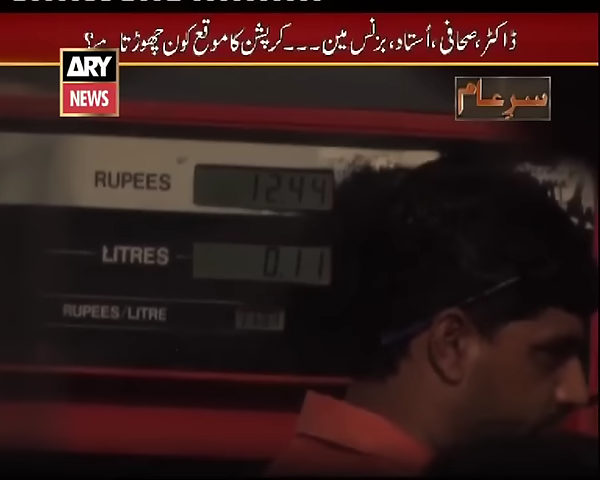 ڈاکٹر، صحافی، اُستاد، بزنس مین ۔۔۔ کرپشن کا موقع کون چھوڑتا ہے؟
ARY
NEWS
سرِ عام
RUPEES 12.44
LITRES 0.11
RUPEES/LITRE